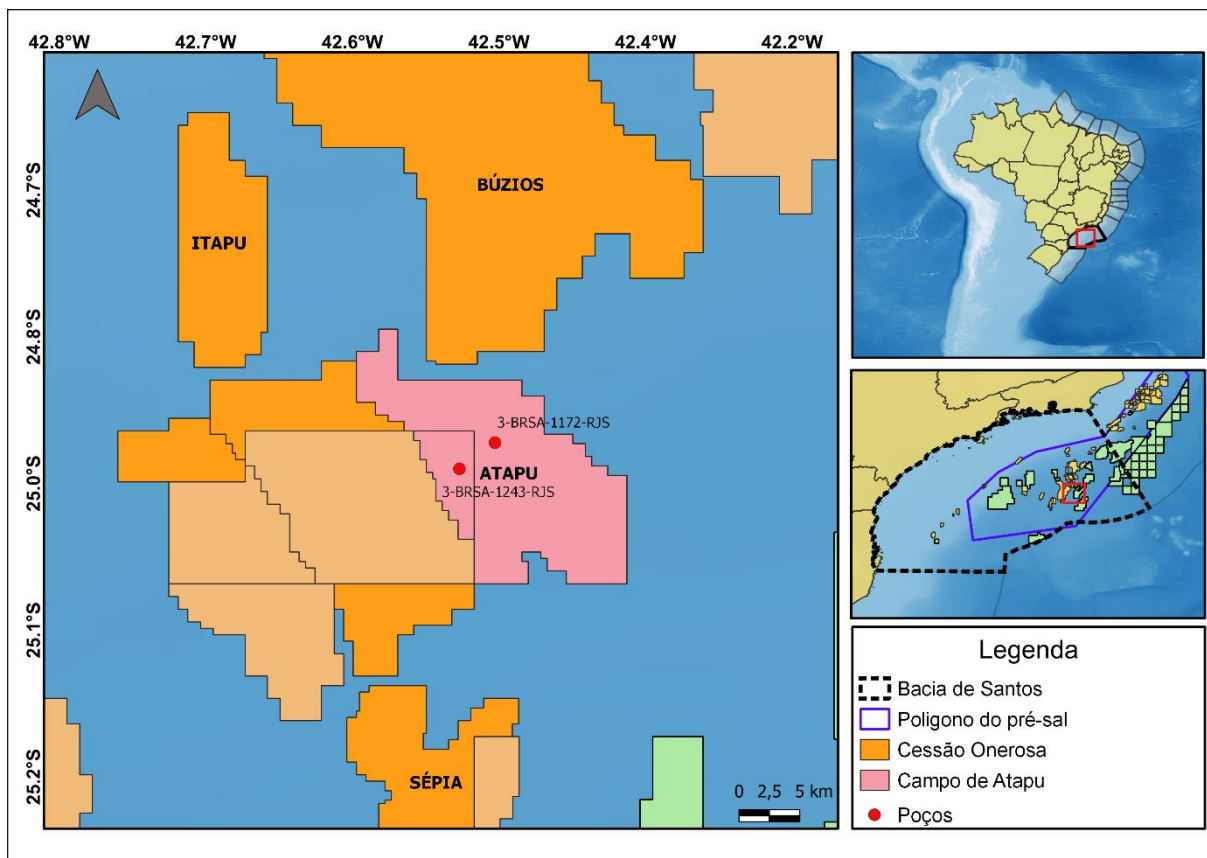 42.8°W 42.7°W 42.6°W 42.5°W 42.4°W 42.2°W
24.7°S
24.8°S
25.0°S
25.1°S
25.2°S
BÚZIOS
ITAPU
3-BRSA-1172-RJS
ATAPU
3-BRSA-1243-RJS
SÉPIA
0 2,5 5 km
Legenda
Bacia de Santos
Poligono do pré-sal
Cessão Onerosa
Campo de Atapu
Poços